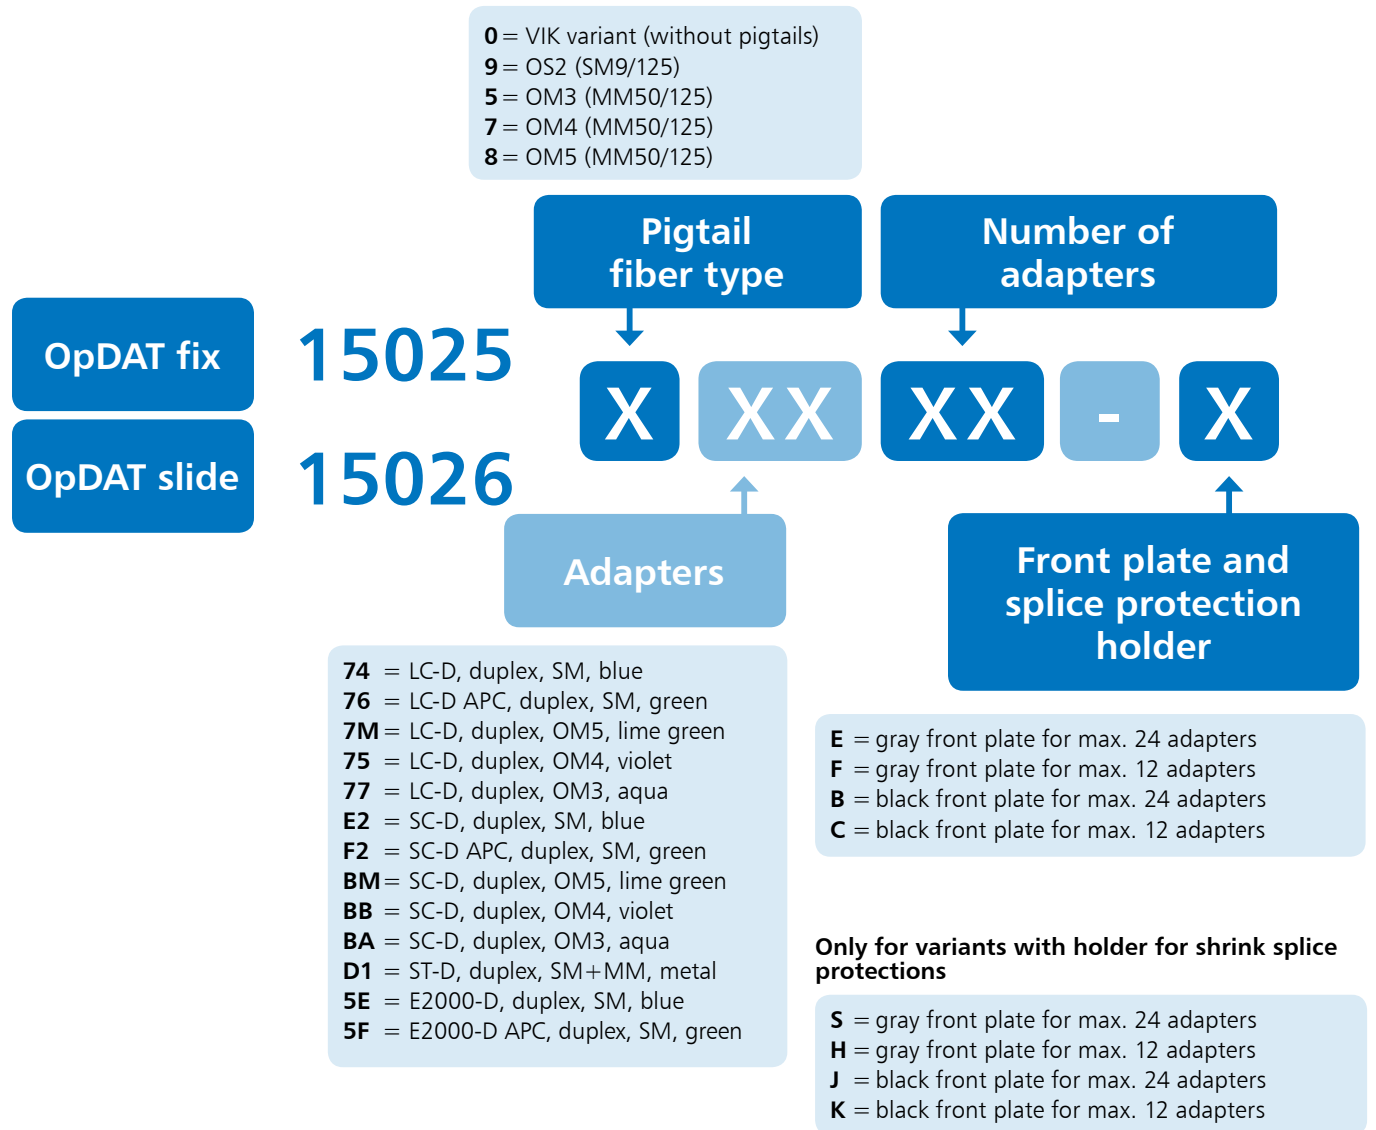 0 = VIK variant (without pigtails)
9 = OS2 (SM9/125)
5 = OM3 (MM50/125)
7 = OM4 (MM50/125)
8 = OM5 (MM50/125)
Pigtail
fiber type
Number of
adapters
OpDAT fix
15025
OpDAT slide
15026
X XX XX - X
Adapters
Front plate and
splice protection
holder
74 = LC-D, duplex, SM, blue
76 = LC-D APC, duplex, SM, green
7M = LC-D, duplex, OM5, lime green
75 = LC-D, duplex, OM4, violet
77 = LC-D, duplex, OM3, aqua
E2 = SC-D, duplex, SM, blue
F2 = SC-D APC, duplex, SM, green
BM = SC-D, duplex, OM5, lime green
BB = SC-D, duplex, OM4, violet
BA = SC-D, duplex, OM3, aqua
D1 = ST-D, duplex, SM+MM, metal
5E = E2000-D, duplex, SM, blue
5F = E2000-D APC, duplex, SM, green
E = gray front plate for max. 24 adapters
F = gray front plate for max. 12 adapters
B = black front plate for max. 24 adapters
C = black front plate for max. 12 adapters
Only for variants with holder for shrink splice
protections
S = gray front plate for max. 24 adapters
H = gray front plate for max. 12 adapters
J = black front plate for max. 24 adapters
K = black front plate for max. 12 adapters